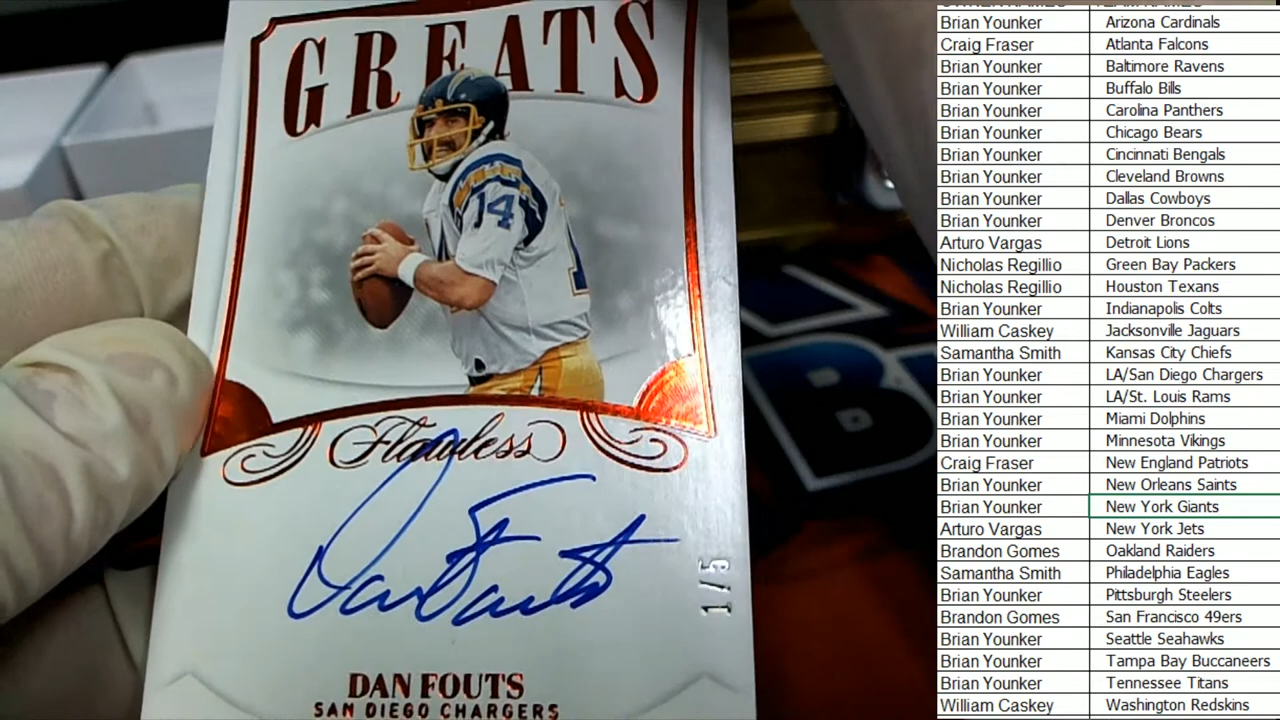 GREATS
14
Flawless
Dan Fouts
1/5
DAN FOUTS
SAN DIEGO CHARGERS
Brian Younker Arizona Cardinals
Craig Fraser Atlanta Falcons
Brian Younker Baltimore Ravens
Brian Younker Buffalo Bills
Brian Younker Carolina Panthers
Brian Younker Chicago Bears
Brian Younker Cincinnati Bengals
Brian Younker Cleveland Browns
Brian Younker Dallas Cowboys
Brian Younker Denver Broncos
Arturo Vargas Detroit Lions
Nicholas Regillio Green Bay Packers
Nicholas Regillio Houston Texans
Brian Younker Indianapolis Colts
William Caskey Jacksonville Jaguars
Samantha Smith Kansas City Chiefs
Brian Younker LA/San Diego Chargers
Brian Younker LA/St. Louis Rams
Brian Younker Miami Dolphins
Brian Younker Minnesota Vikings
Craig Fraser New England Patriots
Brian Younker New Orleans Saints
Brian Younker New York Giants
Arturo Vargas New York Jets
Brandon Gomes Oakland Raiders
Samantha Smith Philadelphia Eagles
Brian Younker Pittsburgh Steelers
Brandon Gomes San Francisco 49ers
Brian Younker Seattle Seahawks
Brian Younker Tampa Bay Buccaneers
Brian Younker Tennessee Titans
William Caskey Washington Redskins